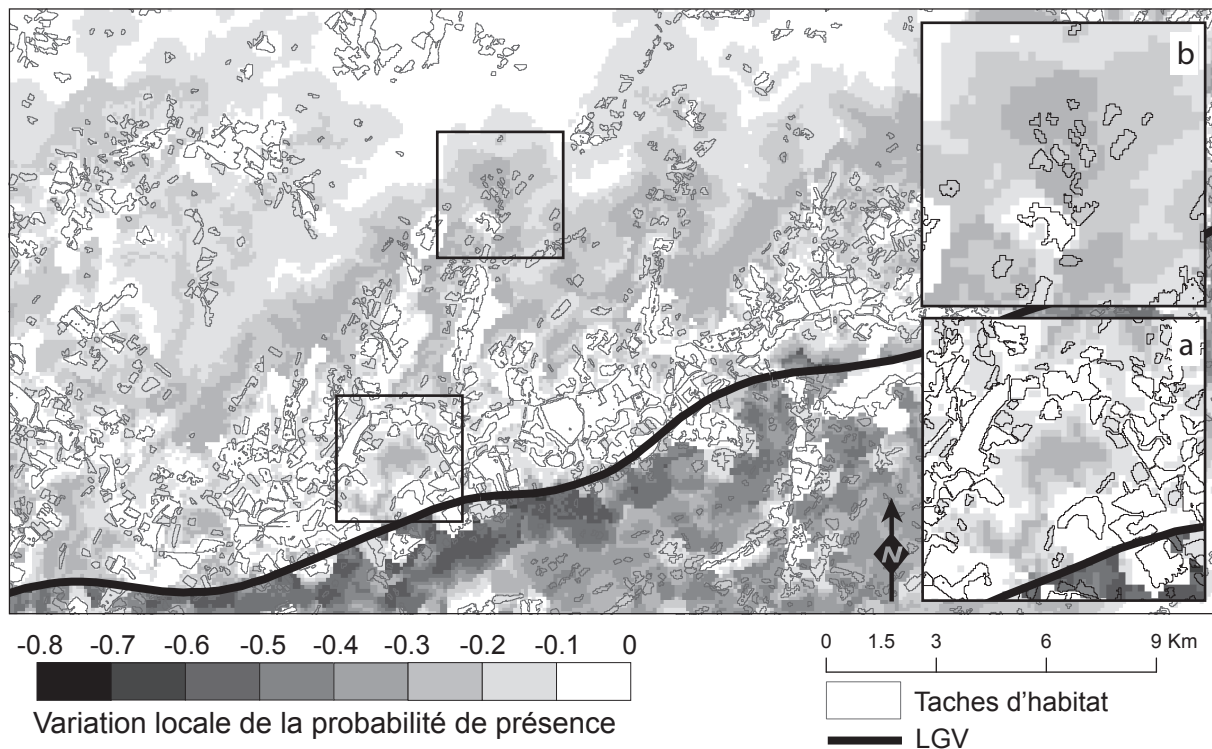 b
a
N
-0.8 -0.7 -0.6 -0.5 -0.4 -0.3 -0.2 -0.1 0
Variation locale de la probabilité de présence
0 1.5 3 6 9 Km
Taches d'habitat
LGV